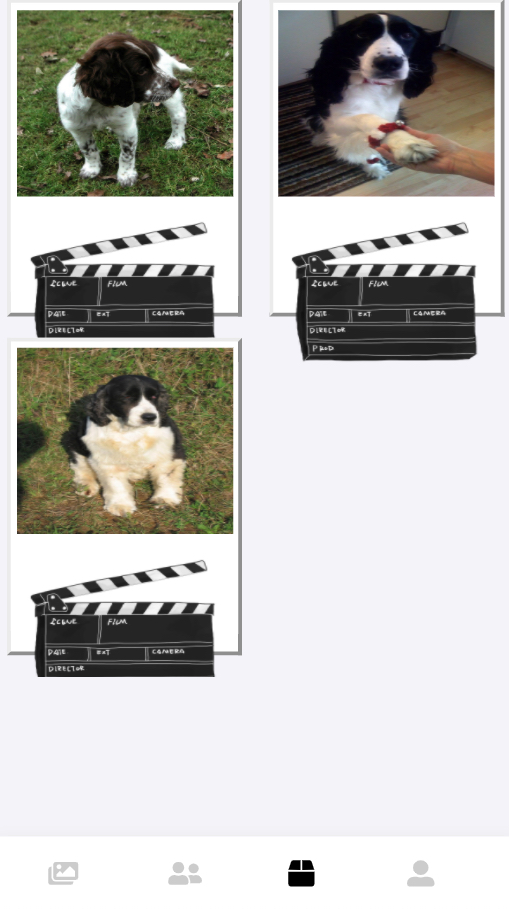 SCENE FILM
DATE EXT CAMERA
DIRECTOR
SCENE FILM
DATE EXT CAMERA
DIRECTOR
PROD
SCENE FILM
DATE EXT CAMERA
DIRECTOR